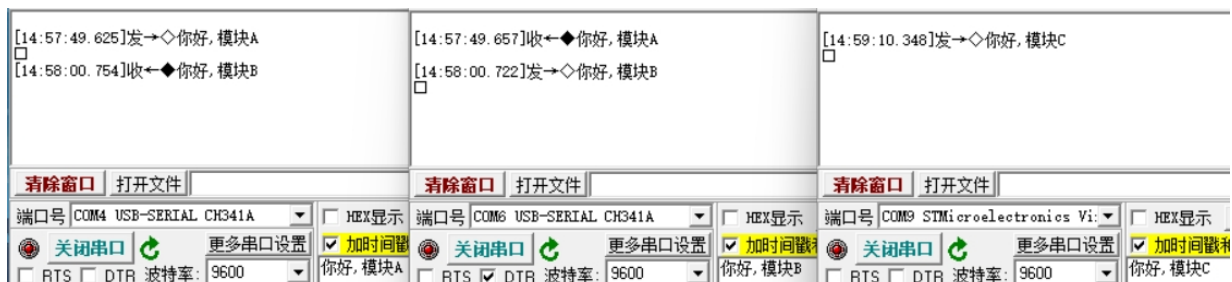 [14:57:49.625]发→◇你好,模块A
□
[14:58:00.754]收←◆你好,模块B
清除窗口 打开文件
端口号 COM4 USB-SERIAL CH341A HEX显示
关闭串口 更多串口设置 加时间戳
RTS DTR 波特率: 9600 你好,模块A
[14:57:49.657]收←◆你好,模块A
[14:58:00.722]发→◇你好,模块B
□
清除窗口 打开文件
端口号 COM6 USB-SERIAL CH341A HEX显示
关闭串口 更多串口设置 加时间戳
RTS DTR 波特率: 9600 你好,模块B
[14:59:10.348]发→◇你好,模块C
□
清除窗口 打开文件
端口号 COM9 STMicroelectronics Vi: HEX显示
关闭串口 更多串口设置 加时间戳
RTS DTR 波特率: 9600 你好,模块C